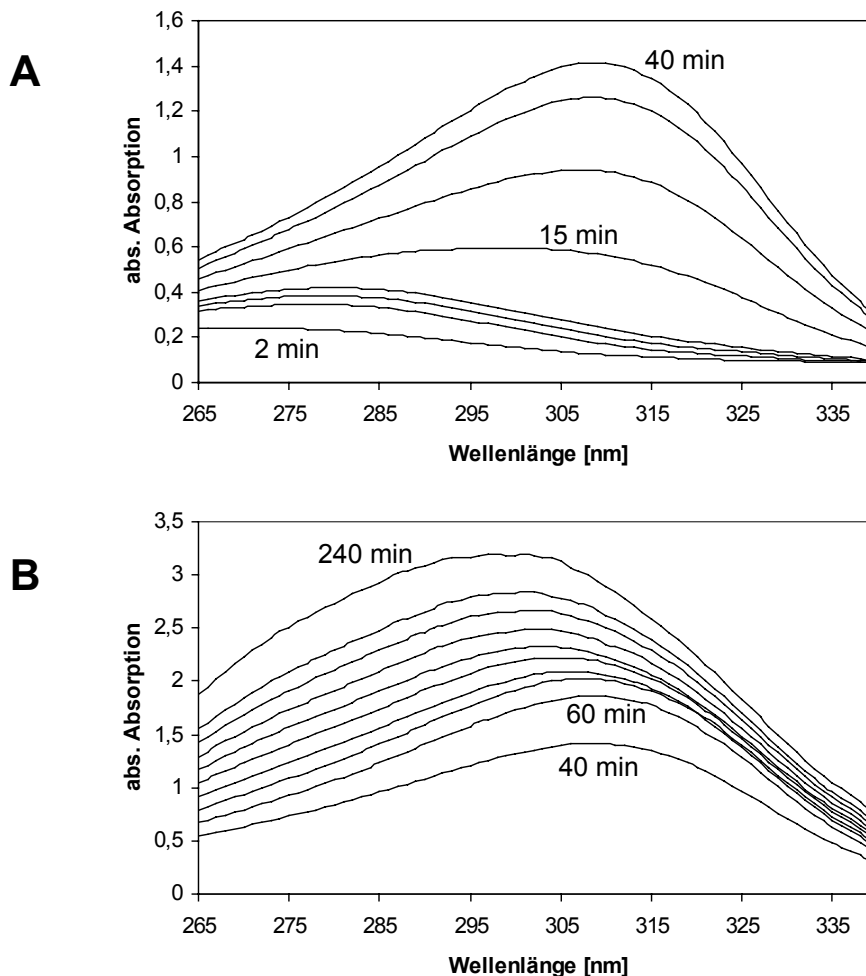 A
abs. Absorption
1,6
1,4
1,2
1
0,8
0,6
0,4
0,2
0
40 min
15 min
2 min
265 275 285 295 305 315 325 335
Wellenlänge [nm]
B
abs. Absorption
3,5
3
2,5
2
1,5
1
0,5
0
240 min
60 min
40 min
265 275 285 295 305 315 325 335
Wellenlänge [nm]